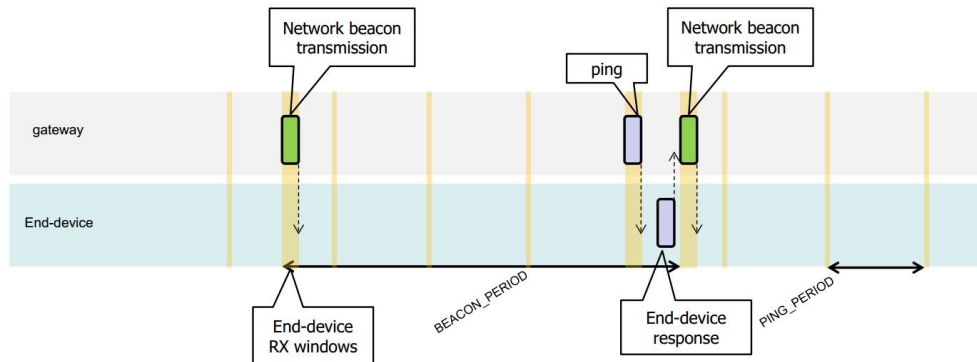 Network beacon
transmission
Network beacon
transmission
ping
gateway
End-device
BEACON_PERIOD
PING_PERIOD
End-device
RX windows
End-device
response